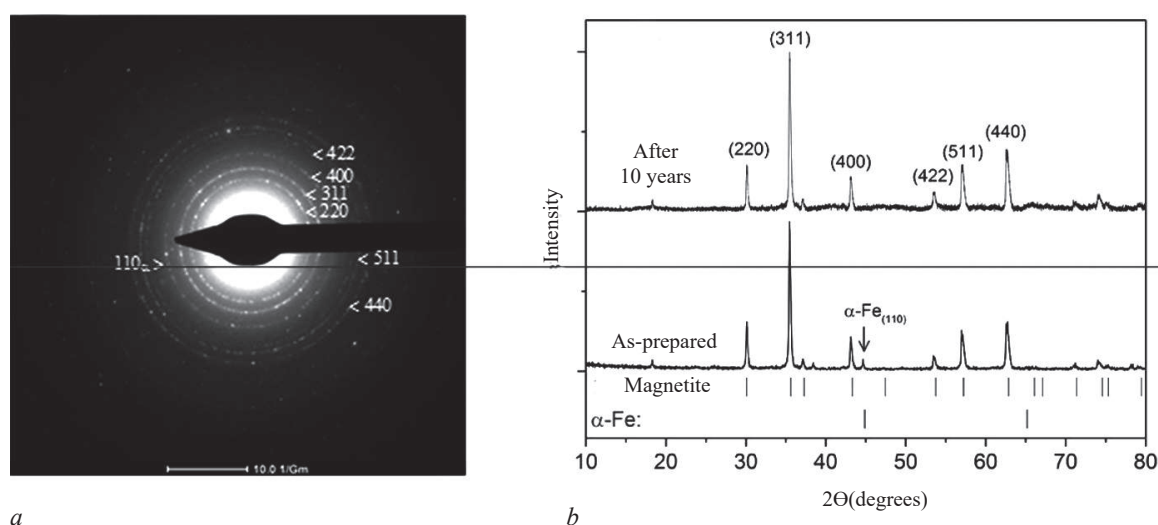 < 422
< 400
< 311
< 220
110 >
< 511
< 440
10.0 1/Gm
a
(311)
(220)
(400)
(422)
(511)
(440)
After
10 years
Intensity
α-Fe(110)
As-prepared
Magnetite
α-Fe:
10 20 30 40 50 60 70 80
2Θ(degrees)
b